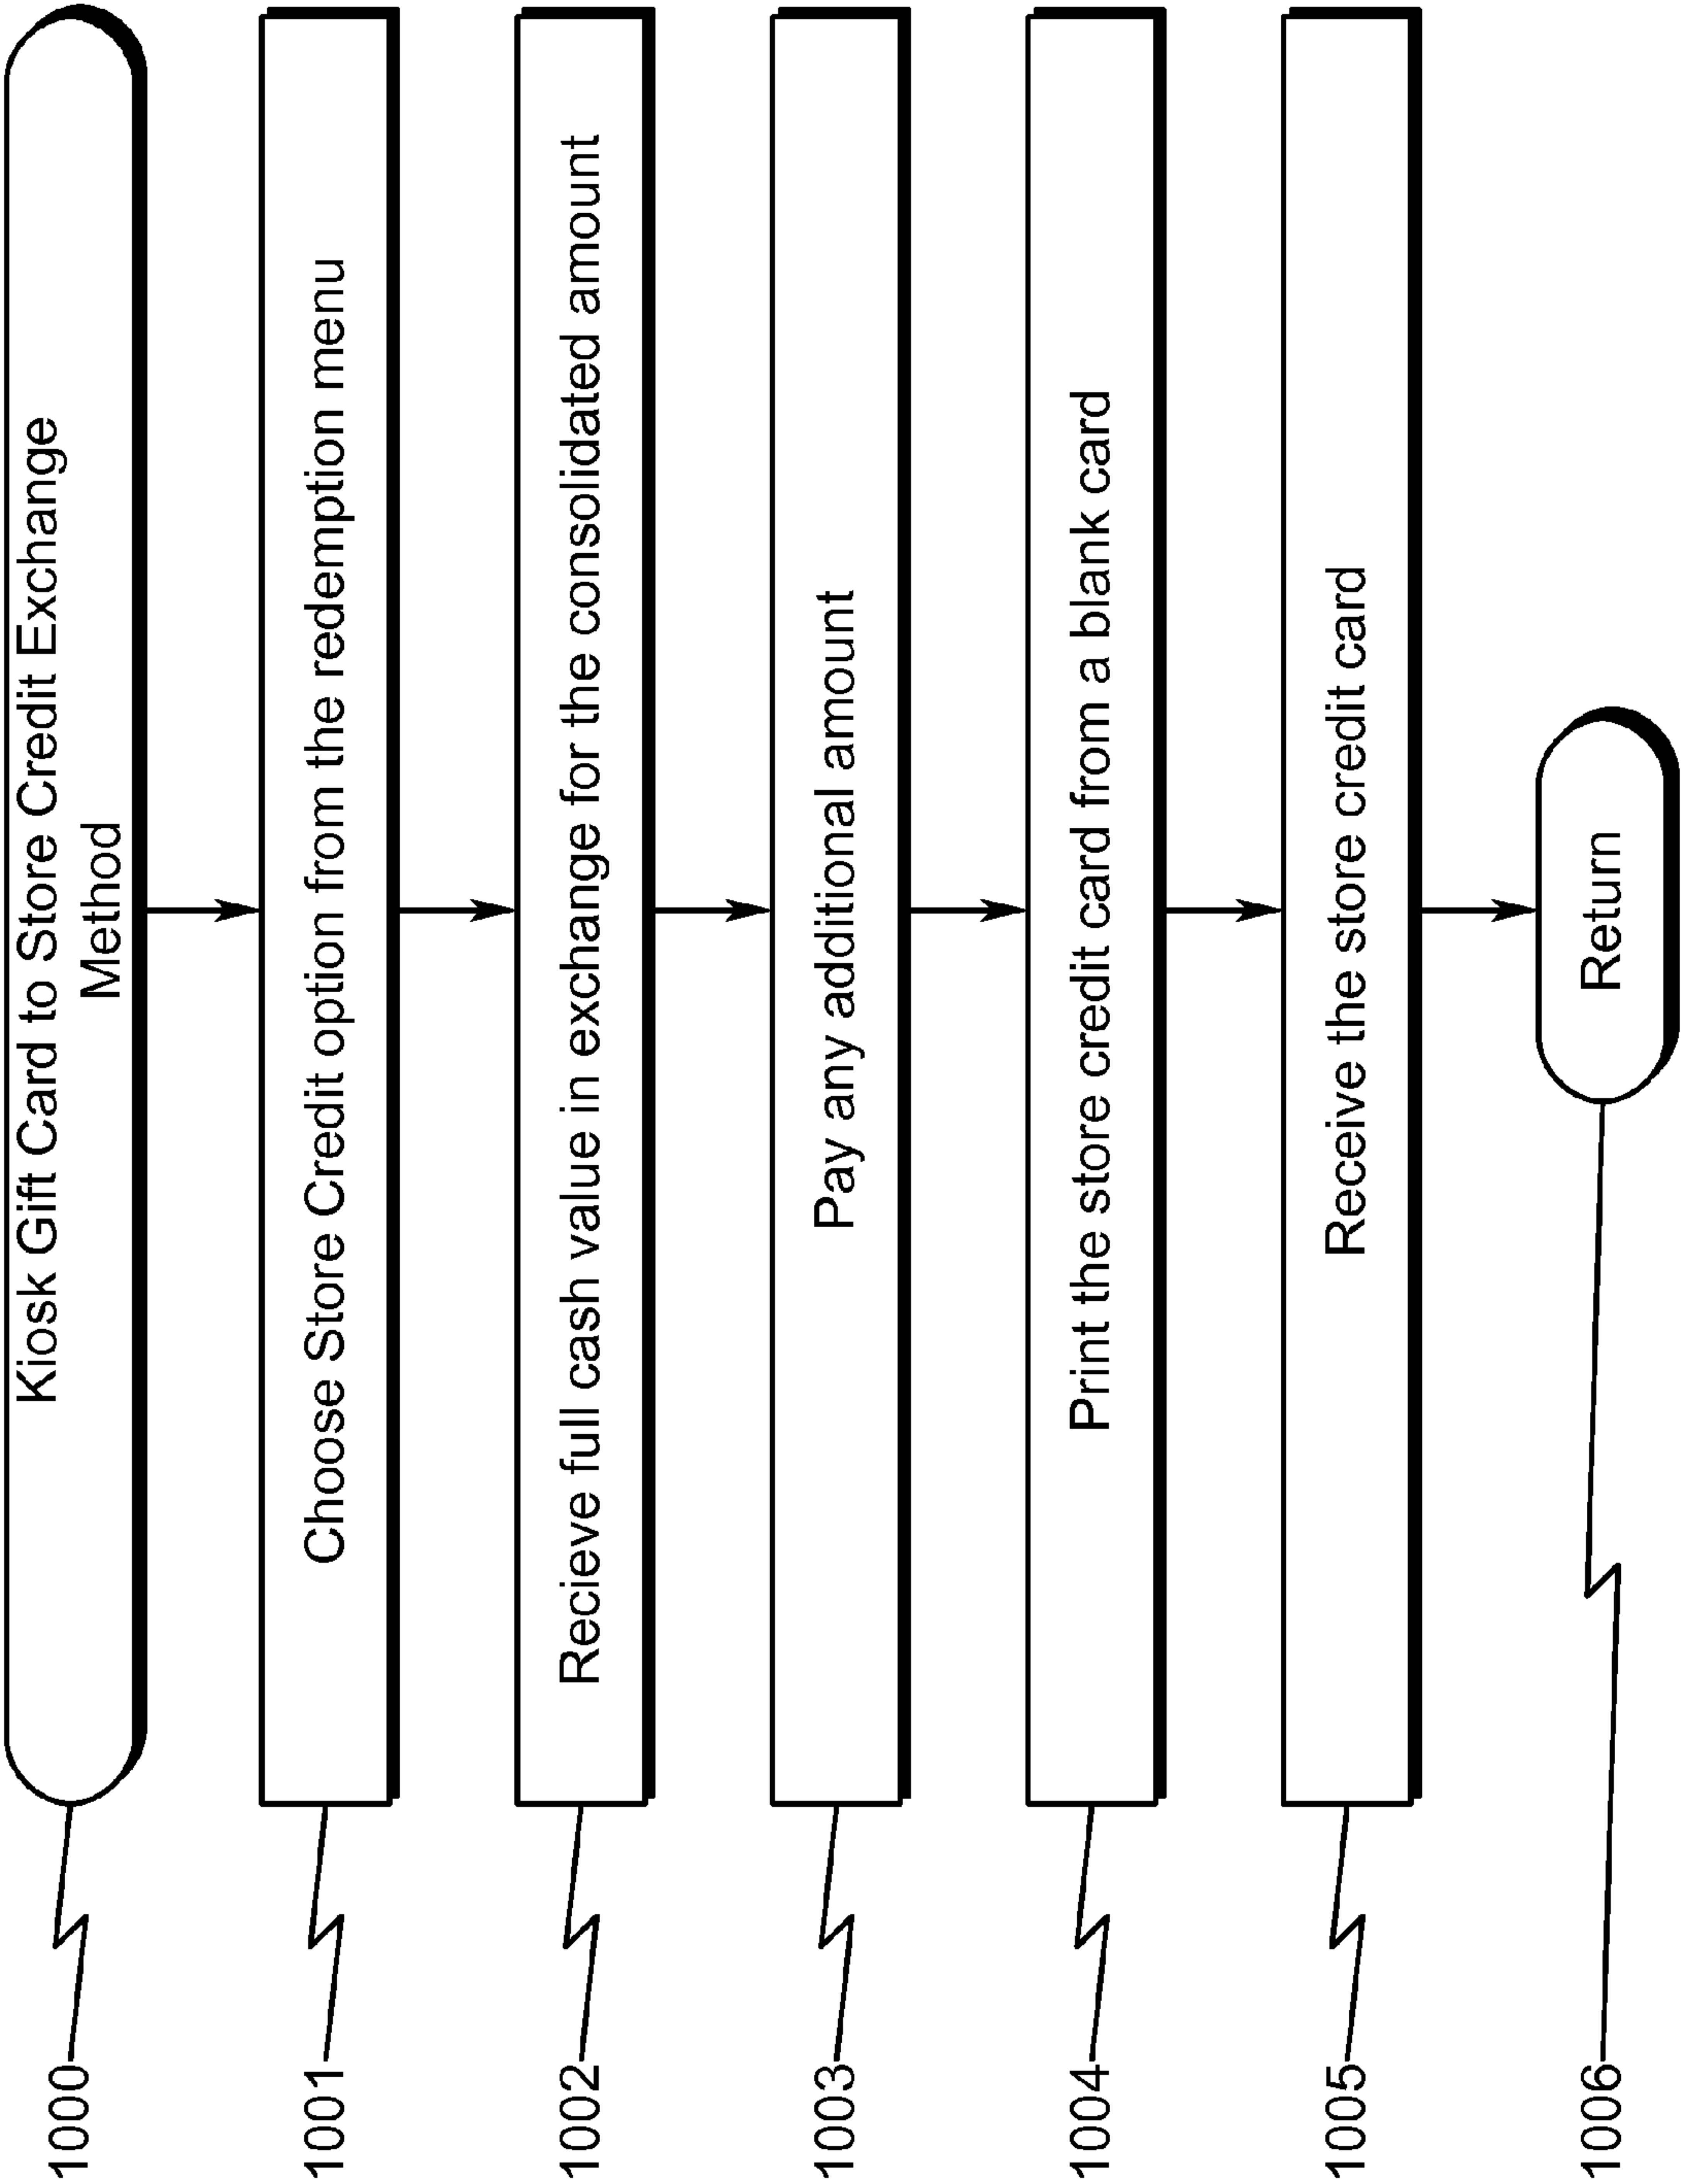 1000
Kiosk Gift Card to Store Credit Exchange
Method
1001
Choose Store Credit option from the redemption menu
1002
Recieve full cash value in exchange for the consolidated amount
1003
Pay any additional amount
1004
Print the store credit card from a blank card
1005
Receive the store credit card
1006
Return